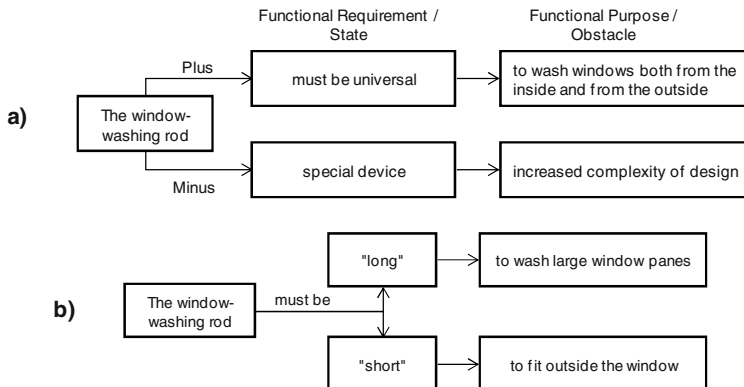 Functional Requirement /
State
Functional Purpose /
Obstacle
a)
The window-
washing rod
Plus
must be universal
to wash windows both from the
inside and from the outside
Minus
special device
increased complexity of design
b)
The window-
washing rod
must be
"long"
to wash large window panes
"short"
to fit outside the window